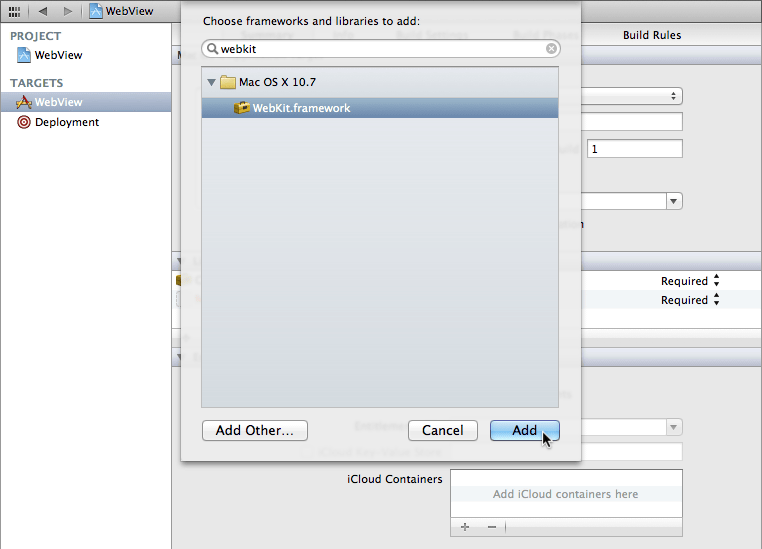 WebView
Choose frameworks and libraries to add:
webkit
Build Rules
PROJECT
WebView
TARGETS
WebView
Deployment
Mac OS X 10.7
WebKit.framework
1
Required
Required
Add Other...
Cancel
Add
iCloud Containers
Add iCloud containers here